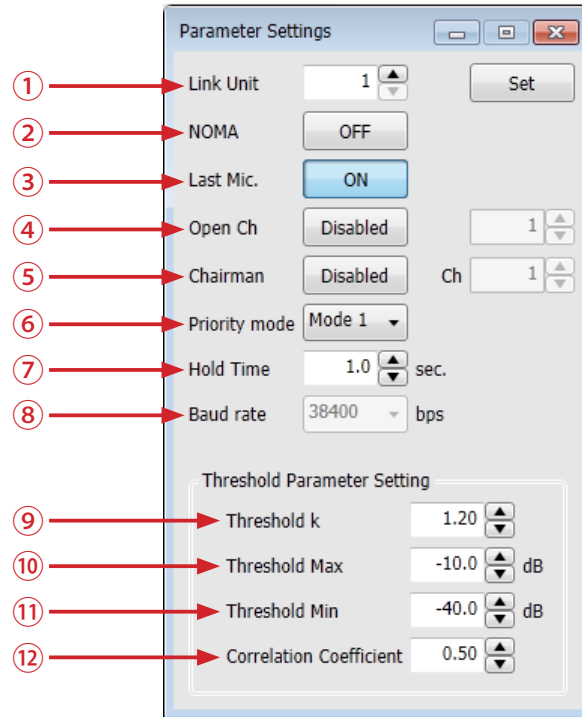 Parameter Settings
① Link Unit 1 Set
② NOMA OFF
③ Last Mic. ON
④ Open Ch Disabled 1
⑤ Chairman Disabled Ch 1
⑥ Priority mode Mode 1
⑦ Hold Time 1.0 sec.
⑧ Baud rate 38400 bps
Threshold Parameter Setting
⑨ Threshold k 1.20
⑩ Threshold Max -10.0 dB
⑪ Threshold Min -40.0 dB
⑫ Correlation Coefficient 0.50